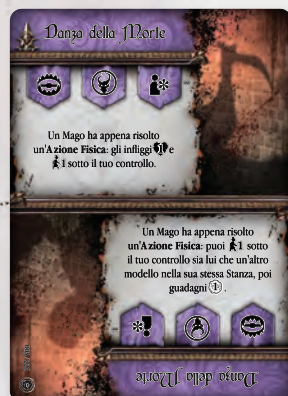 Danza della Morte
Un Mago ha appena risolto
un'Azione Fisica: gli infliggi 1 e
1 sotto il tuo controllo.
Un Mago ha appena risolto
un'Azione Fisica: puoi 1 sotto
il tuo controllo sia lui che un'altro
modello nella sua stessa Stanza, poi
guadagni 1.
Danza della Morte